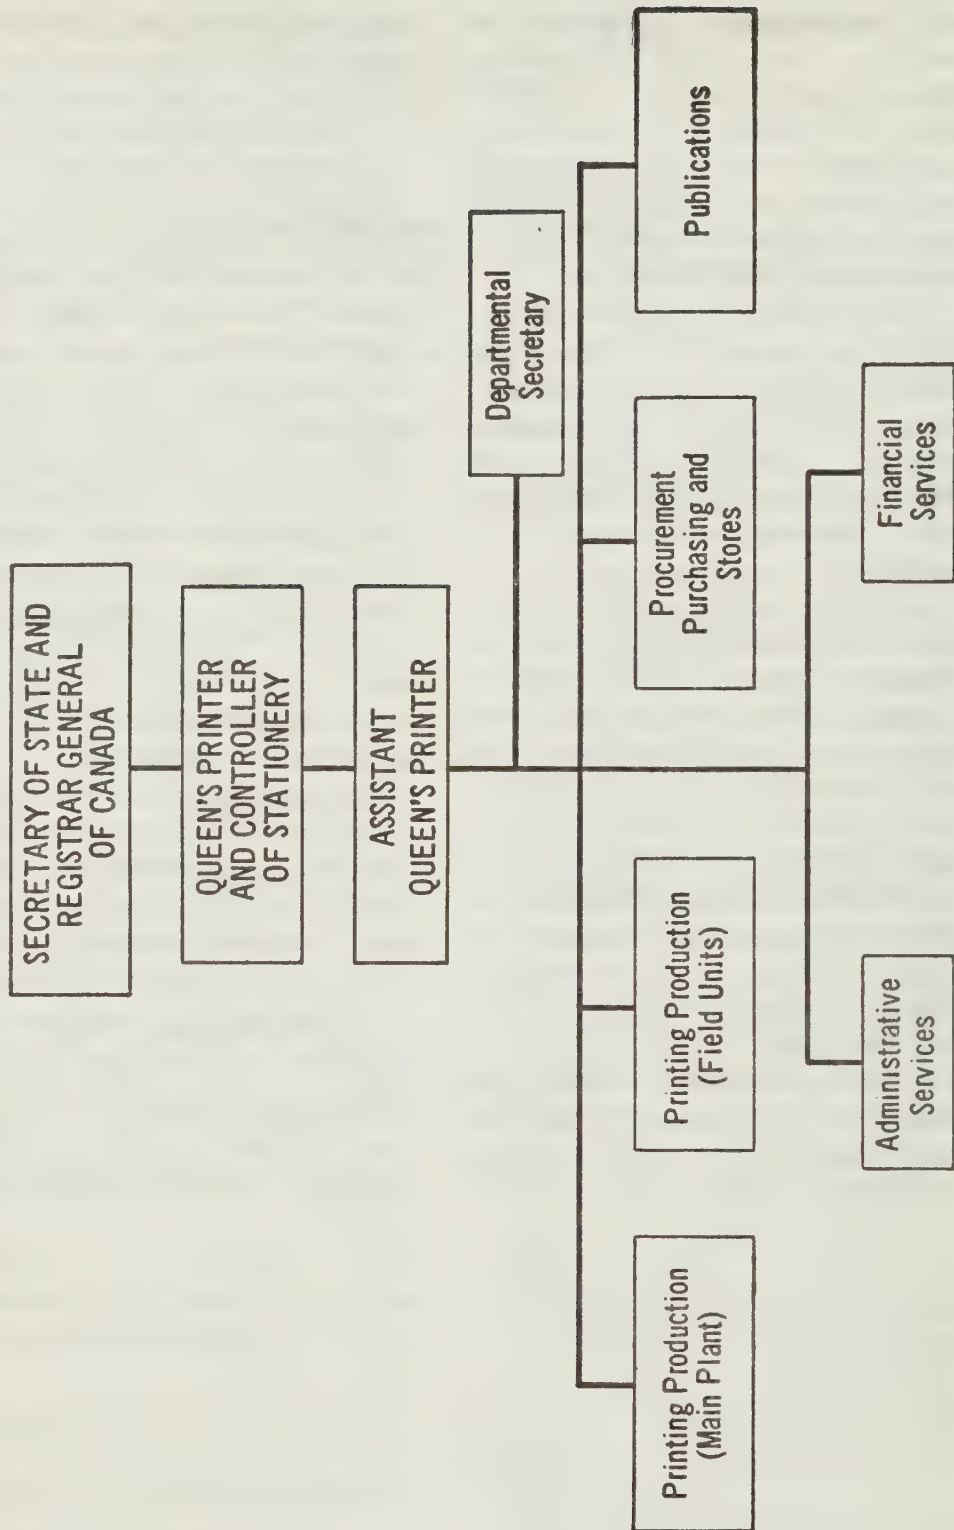 SECRETARY OF STATE AND
REGISTRAR GENERAL
OF CANADA
QUEEN'S PRINTER
AND CONTROLLER
OF STATIONERY
ASSISTANT
QUEEN'S PRINTER
Departmental
Secretary
Printing Production
(Main Plant)
Printing Production
(Field Units)
Procurement
Purchasing and
Stores
Publications
Administrative
Services
Financial
Services